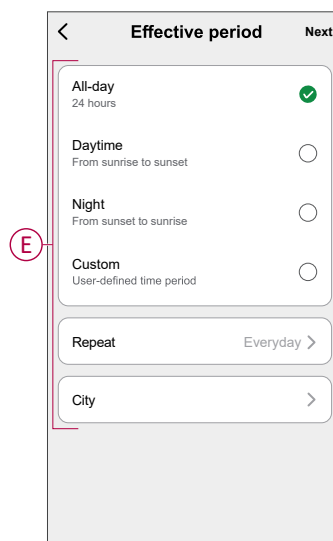 Effective period Next
All-day
24 hours
Daytime
From sunrise to sunset
Night
From sunset to sunrise
E
Custom
User-defined time period
Repeat Everyday
City